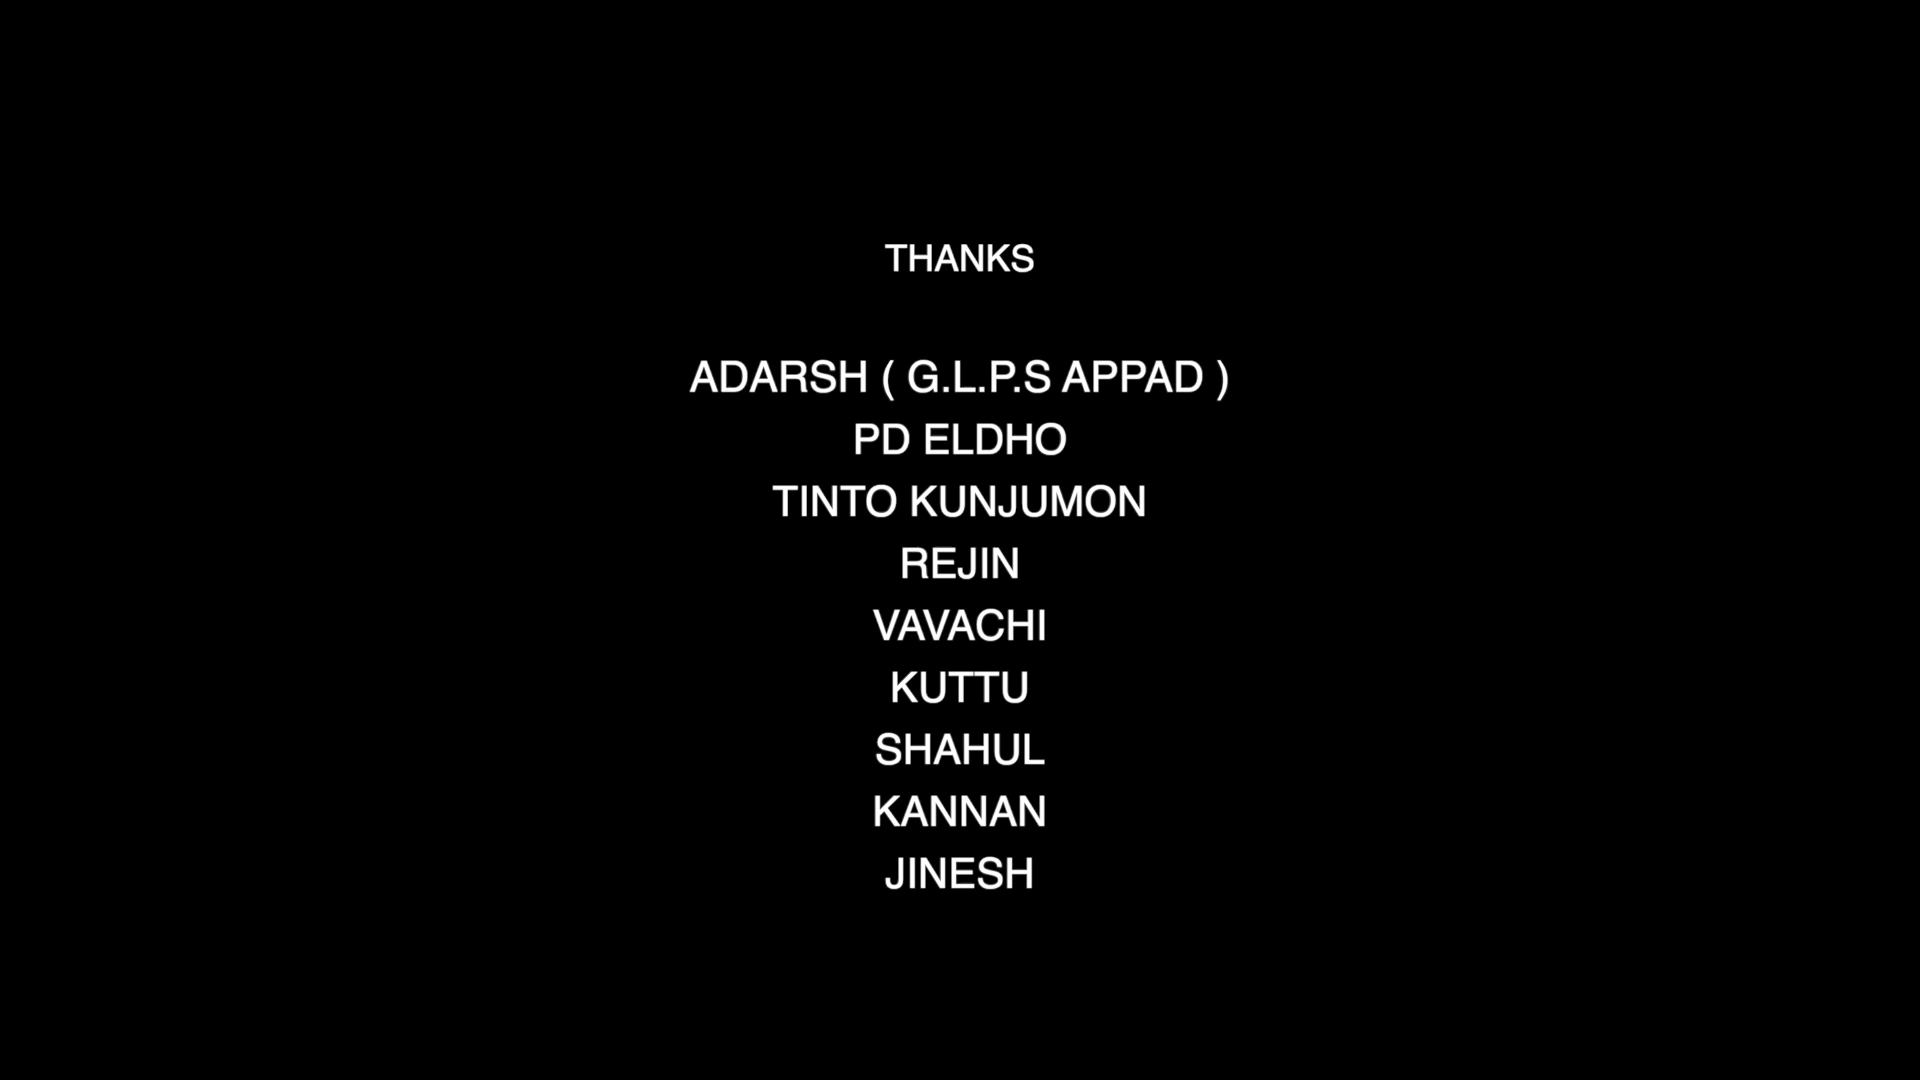 THANKS
ADARSH ( G.L.P.S APPAD )
PD ELDHO
TINTO KUNJUMON
REJIN
VAVACHI
KUTTU
SHAHUL
KANNAN
JINESH